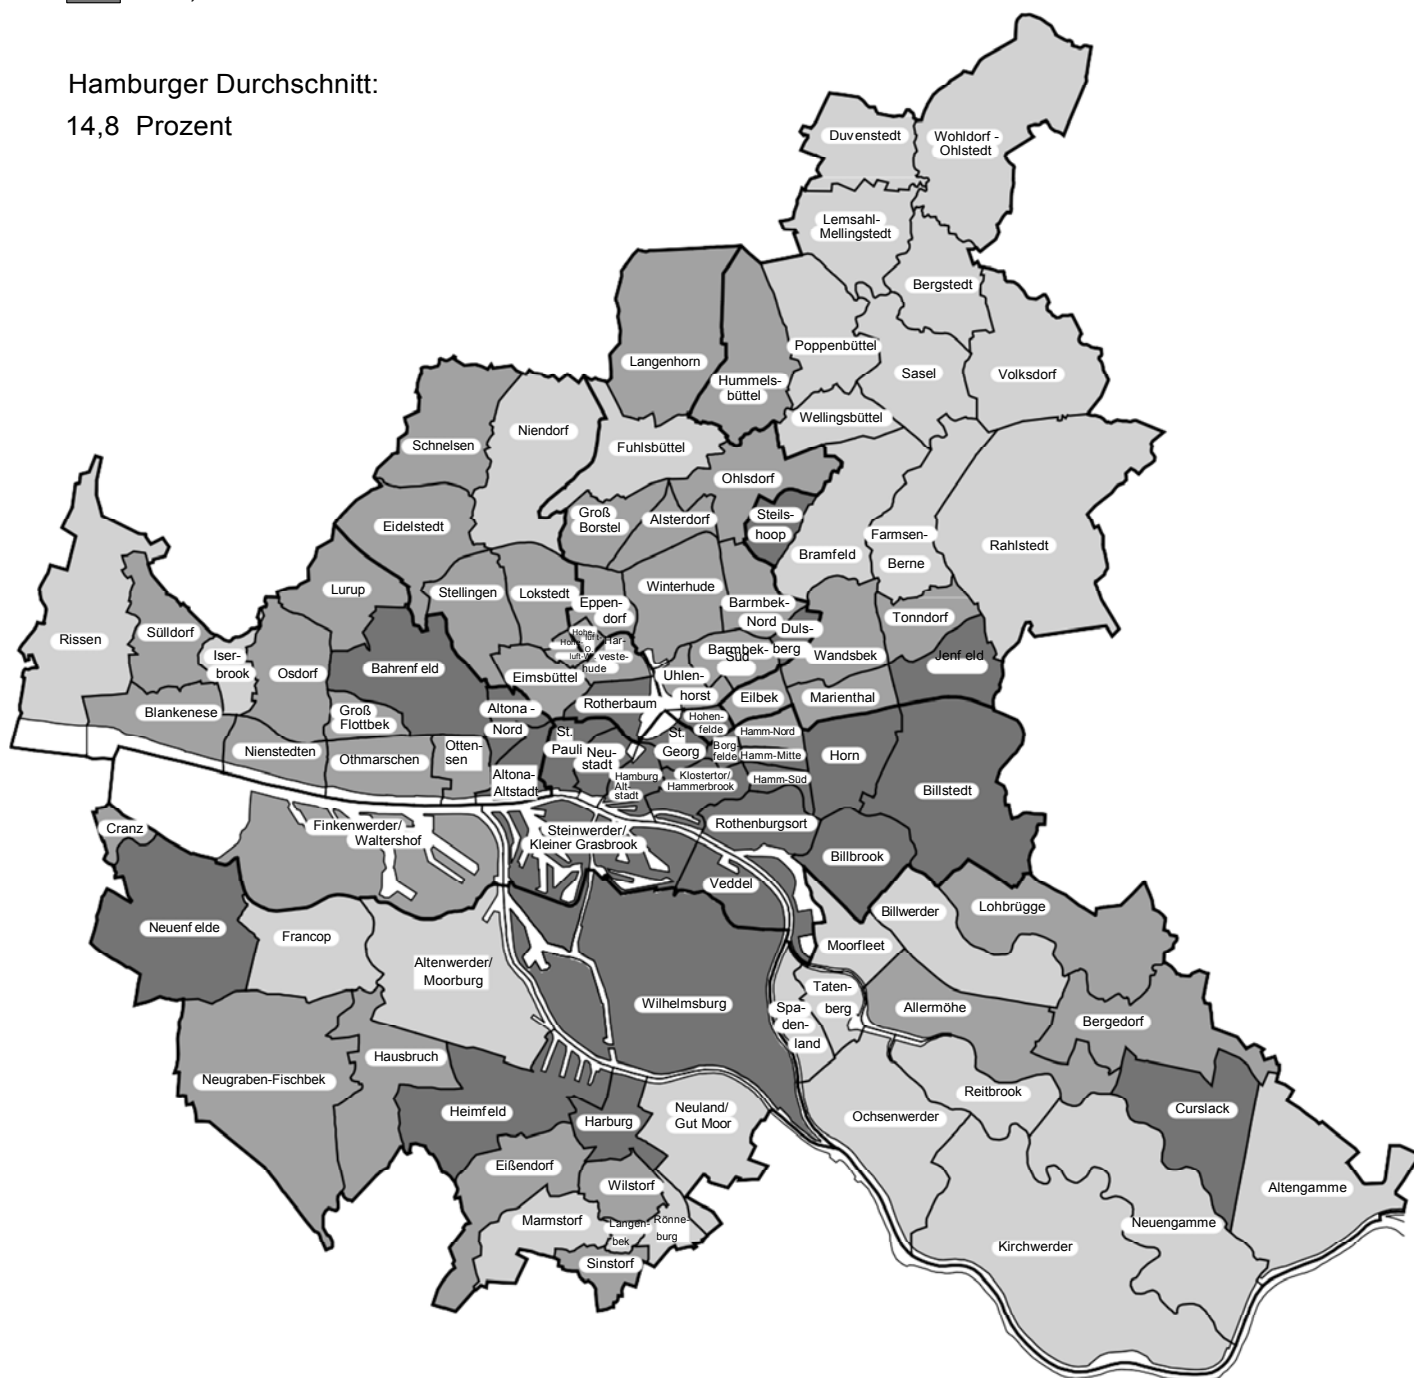 Hamburger Durchschnitt:
14,8 Prozent
Duvenstedt
Wohldorf -
Ohlstedt
Lemsahl-
Mellingstedt
Bergstedt
Poppenbüttel
Langenhorn
Hummels-
büttel
Sasel
Volksdorf
Wellingsbüttel
Niendorf
Schnelsen
Fuhlsbüttel
Ohlsdorf
Eidelstedt
Groß
Borstel
Alsterdorf
Steils-
hoop
Bramfeld
Farmsen-
Berne
Rahlstedt
Lurup
Stellingen
Lokstedt
Eppen-
dorf
Winterhude
Barmbek-
Nord
Duls-
berg
Tonndorf
Rissen
Sülldorf
Iser-
brook
Osdorf
Bahrenfeld
Eimsbüttel
Har-
veste-
hude
Barmbek-
Süd
Wandsbek
Jenfeld
Uhlen-
horst
Eilbek
Marienthal
Blankenese
Groß
Flottbek
Altona -
Nord
Rotherbaum
Hohen-
felde
Hamm-Nord
Nienstedten
Othmarschen
Otten-
sen
St.
Pauli
Neu-
stadt
St.
Georg
Borg-
felde
Hamm-Mitte
Horn
Altona-
Altstadt
Hamburg
Alt-
stadt
Klostertor/
Hammerbrook
Hamm-Süd
Billstedt
Cranz
Finkenwerder/
Waltershof
Steinwerder/
Kleiner Grasbrook
Rothenburgsort
Billbrook
Veddel
Neuenfelde
Francop
Altenwerder/
Moorburg
Billwerder
Lohbrügge
Moorfleet
Wilhelmsburg
Spa-
den-
land
Taten-
berg
Allermöhe
Bergedorf
Neugraben-Fischbek
Hausbruch
Heimfeld
Harburg
Neuland/
Gut Moor
Ochsenwerder
Reitbrook
Curslack
Eißendorf
Wilstorf
Altengamme
Marmstorf
Langen-
bek
Rönne-
burg
Sinstorf
Neuengamme
Kirchwerder